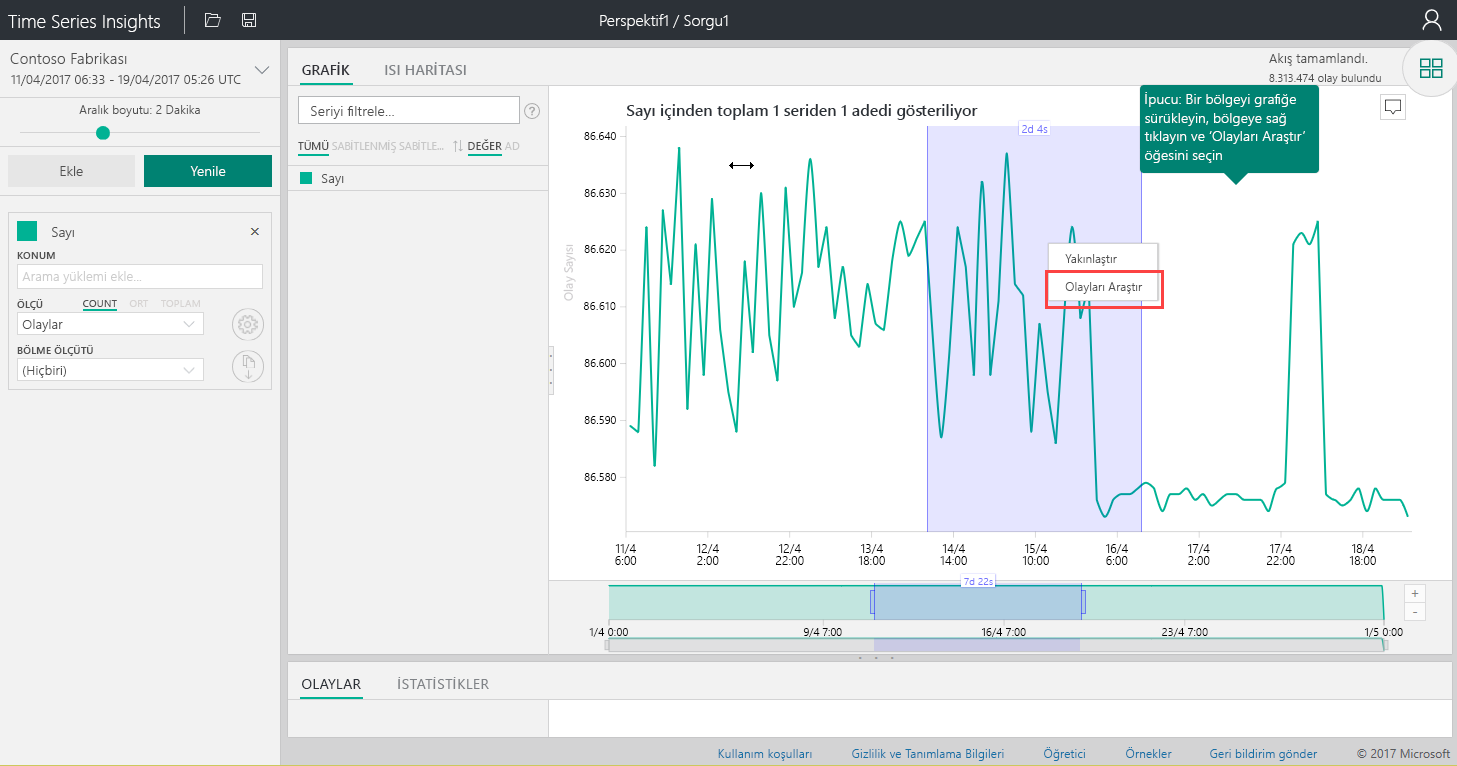 Time Series Insights
Perspektif1 / Sorgu1
Contoso Fabrikası
11/04/2017 06:33 - 19/04/2017 05:26 UTC
Aralık boyutu: 2 Dakika
Ekle
Yenile
Sayı
×
KONUM
Arama yüklemi ekle...
ÖLÇÜ
COUNT ORT TOPLAM
Olaylar
BÖLME ÖLÇÜTÜ
(Hiçbiri)
GRAFİK
ISI HARİTASI
Akış tamamlandı.
8.313.474 olay bulundu
Seriyi filtrele...
?
TÜMÜ SABİTLENMİŞ SABİTLE... DEĞER AD
Sayı
Sayı içinden toplam 1 seriden 1 adedi gösteriliyor
İpucu: Bir bölgeyi grafiğe
sürükleyin, bölgeye sağ
tıklayın ve ‘Olayları Araştır’
öğesini seçin
2d 4s
Olay Sayısı
86.640
86.630
86.620
86.610
86.600
86.590
86.580
Yakınlaştır
Olayları Araştır
11/4 12/4 12/4 13/4 14/4 15/4 16/4 17/4 17/4 18/4
6:00 2:00 22:00 18:00 14:00 10:00 6:00 2:00 22:00 18:00
7d 22s
+
-
1/4 0:00 9/4 7:00 16/4 7:00 23/4 7:00 1/5 0:00
OLAYLAR
İSTATİSTİKLER
Kullanım koşulları Gizlilik ve Tanımlama Bilgileri Öğretici Örnekler Geri bildirim gönder © 2017 Microsoft